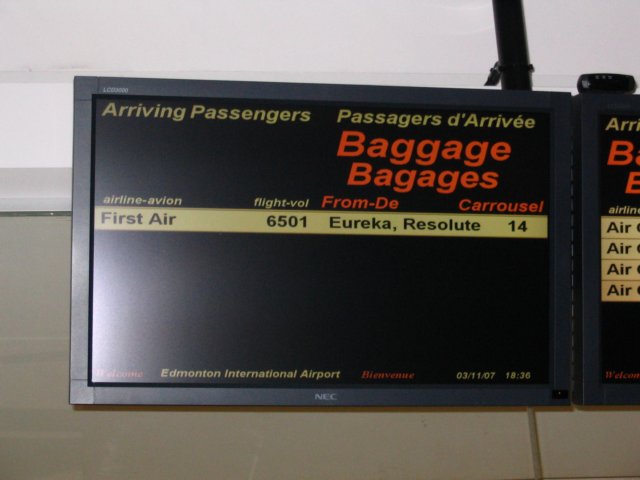 LCD3000
Arriving Passengers Passagers d'Arrivée
Baggage
Bagages
airline-avion flight-vol From-De Carrousel
First Air 6501 Eureka, Resolute 14
Welcome Edmonton International Airport Bienvenue 03/11/07 18:36
NEC
Arri
Ba
B
airline
Air
Air
Air
Air
Welcom